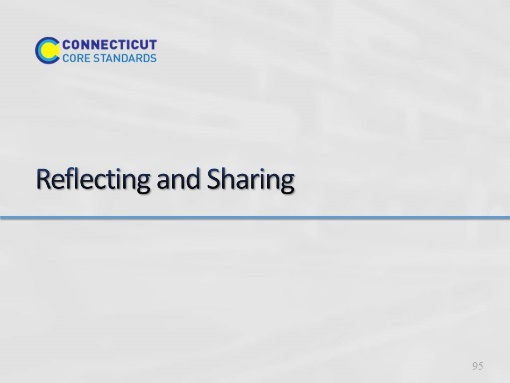 CONNECTICUT
CORE STANDARDS
Reflecting and Sharing
95